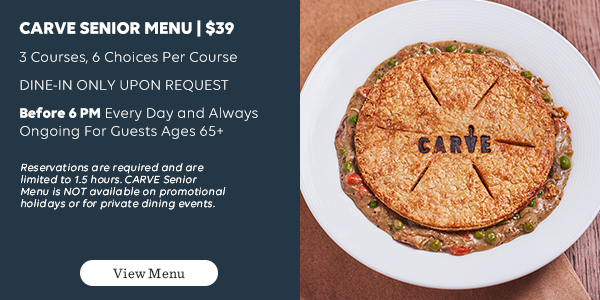 CARVE SENIOR MENU | $39
3 Courses, 6 Choices Per Course
DINE-IN ONLY UPON REQUEST
Before 6 PM Every Day and Always
Ongoing For Guests Ages 65+
Reservations are required and are
limited to 1.5 hours. CARVE Senior
Menu is NOT available on promotional
holidays or for private dining events.
View Menu
CARVE